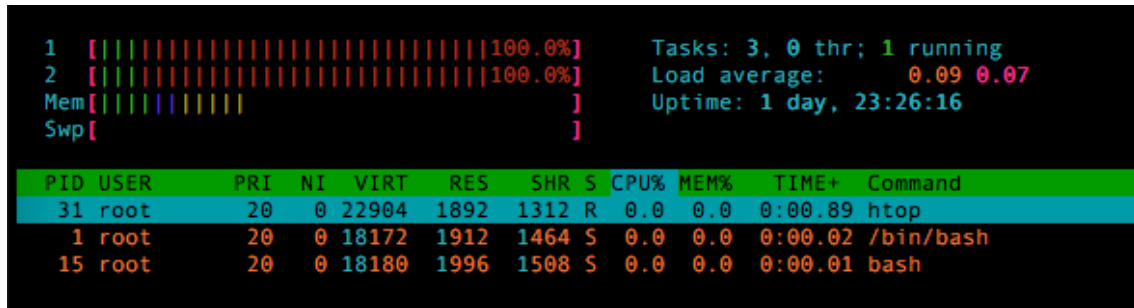 1 [||||||||||||||||||||||||||||||100.0%] Tasks: 3, 0 thr; 1 running
2 [||||||||||||||||||||||||||||||100.0%] Load average: 0.09 0.07
Mem[||||||||||||| ] Uptime: 1 day, 23:26:16
Swp[ ]
PID USER PRI NI VIRT RES SHR S CPU% MEM% TIME+ Command
31 root 20 0 22904 1892 1312 R 0.0 0.0 0:00.89 htop
1 root 20 0 18172 1912 1464 S 0.0 0.0 0:00.02 /bin/bash
15 root 20 0 18180 1996 1508 S 0.0 0.0 0:00.01 bash